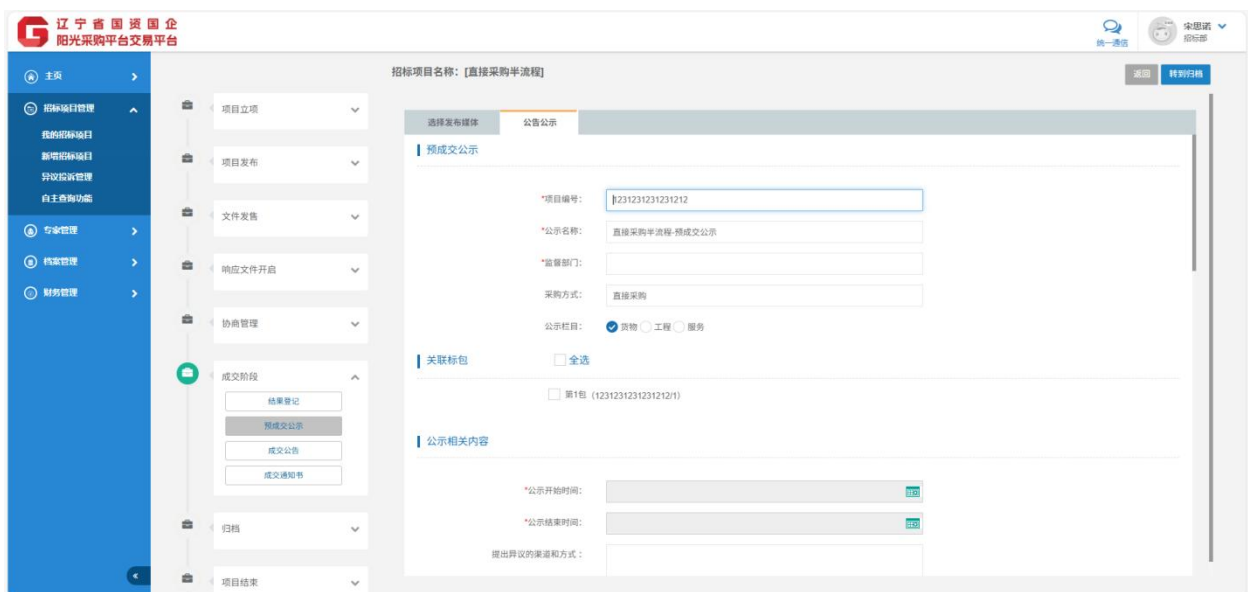 辽宁省国资国企
阳光采购平台交易平台
统一通信
宋思诺
招标部
主页
招标项目管理
我的招标项目
新增招标项目
异议投诉管理
自主查询功能
专家管理
档案管理
财务管理
招标项目名称：[直接采购半流程]
返回
转到归档
项目立项
项目发布
文件发售
响应文件开启
协商管理
成交阶段
结果登记
预成交公示
成交公告
成交通知书
归档
项目结束
选择发布媒体
公告公示
预成交公示
*项目编号：
1231231231231212
*公示名称：
直接采购半流程-预成交公示
*监督部门：
采购方式：
直接采购
公示栏目：
货物 工程 服务
关联标包
全选
第1包（1231231231231212/1）
公示相关内容
*公示开始时间：
*公示结束时间：
提出异议的渠道和方式：